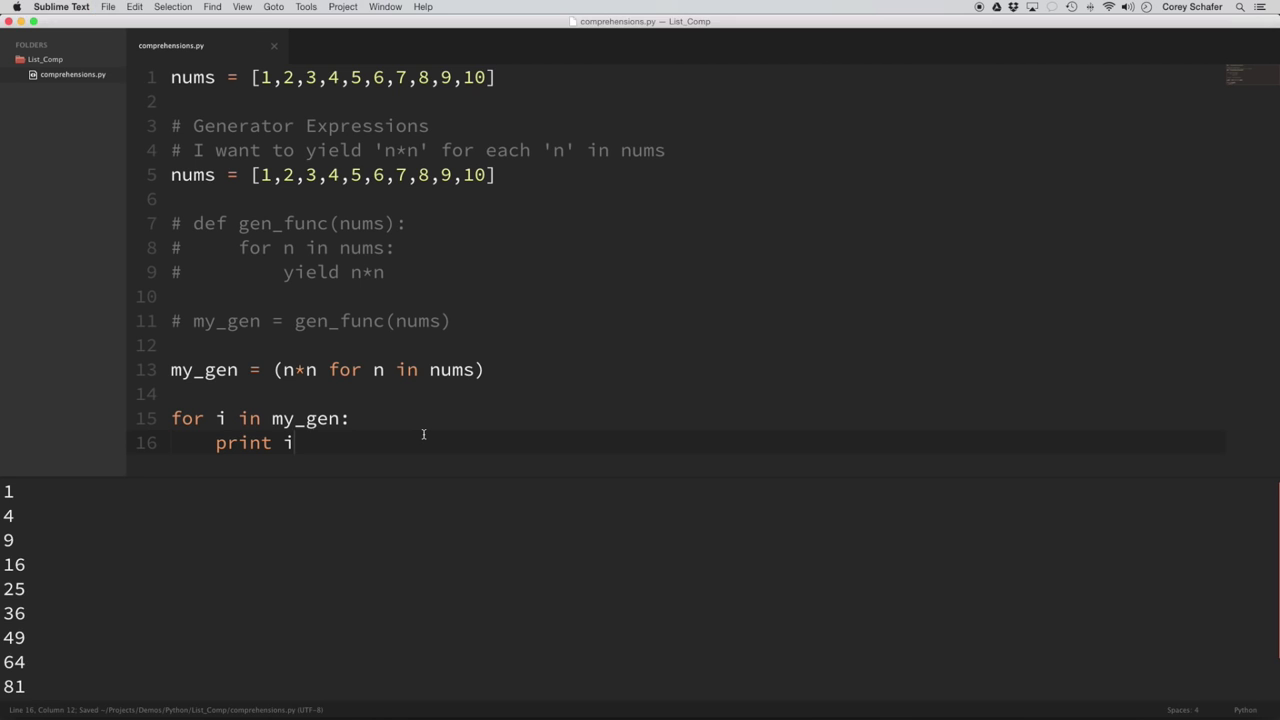 Sublime Text File Edit Selection Find View Goto Tools Project Window Help Corey Schafer
comprehensions.py — List_Comp
FOLDERS
List_Comp
comprehensions.py
comprehensions.py
1 nums = [1,2,3,4,5,6,7,8,9,10]
2
3 # Generator Expressions
4 # I want to yield 'n*n' for each 'n' in nums
5 nums = [1,2,3,4,5,6,7,8,9,10]
6
7 # def gen_func(nums):
8 #     for n in nums:
9 #         yield n*n
10
11 # my_gen = gen_func(nums)
12
13 my_gen = (n*n for n in nums)
14
15 for i in my_gen:
16     print i
1
4
9
16
25
36
49
64
81
Line 16, Column 12; Saved ~/Projects/Demos/Python/List_Comp/comprehensions.py (UTF-8) Spaces: 4 Python